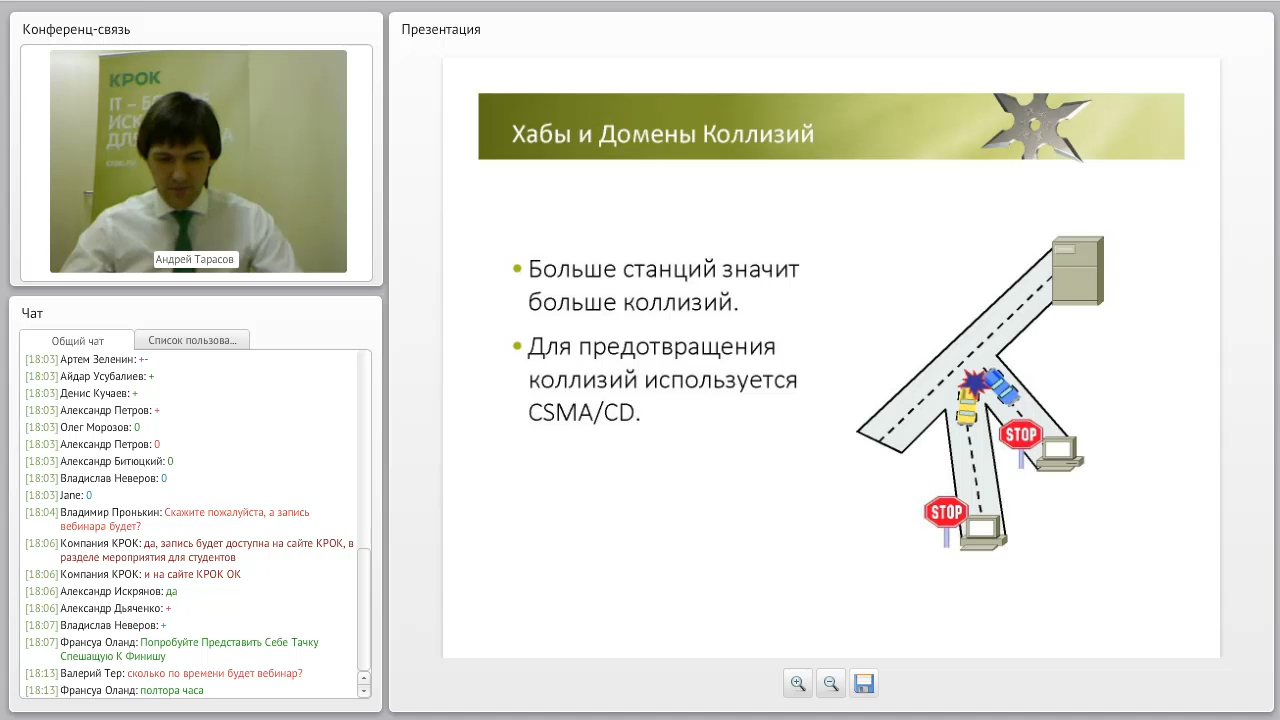 Конференц-связь
КРОК
Андрей Тарасов
Чат
Общий чат
Список пользова...
[18:03] Артем Зеленин: +-
[18:03] Айдар Усубалиев: +
[18:03] Денис Кучаев: +
[18:03] Александр Петров: +
[18:03] Олег Морозов: 0
[18:03] Александр Петров: 0
[18:03] Александр Битюцкий: 0
[18:03] Владислав Неверов: 0
[18:03] Jane: 0
[18:04] Владимир Пронькин: Скажите пожалуйста, а запись
вебинара будет?
[18:06] Компания КРОК: да, запись будет доступна на сайте КРОК, в
разделе мероприятия для студентов
[18:06] Компания КРОК: и на сайте КРОК ОК
[18:06] Александр Искрянов: да
[18:06] Александр Дьяченко: +
[18:07] Владислав Неверов: +
[18:07] Франсуа Оланд: Попробуйте Представить Себе Тачку
Спешащую К Финишу
[18:13] Валерий Тер: сколько по времени будет вебинар?
[18:13] Франсуа Оланд: полтора часа
Презентация
Хабы и Домены Коллизий
• Больше станций значит
больше коллизий.
• Для предотвращения
коллизий используется
CSMA/CD.
STOP
STOP